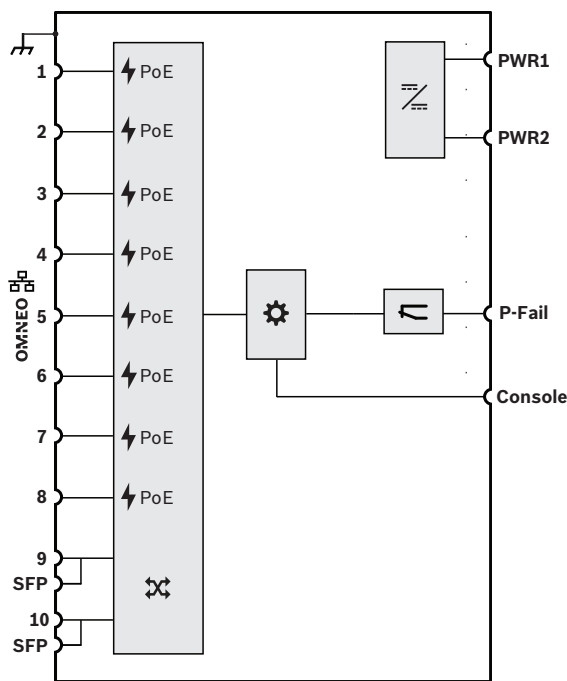 1
PoE
PWR1
2
PoE
PWR2
3
PoE
4
PoE
OMNEO
5
PoE
P-Fail
6
PoE
Console
7
PoE
8
PoE
9
SFP
10
SFP